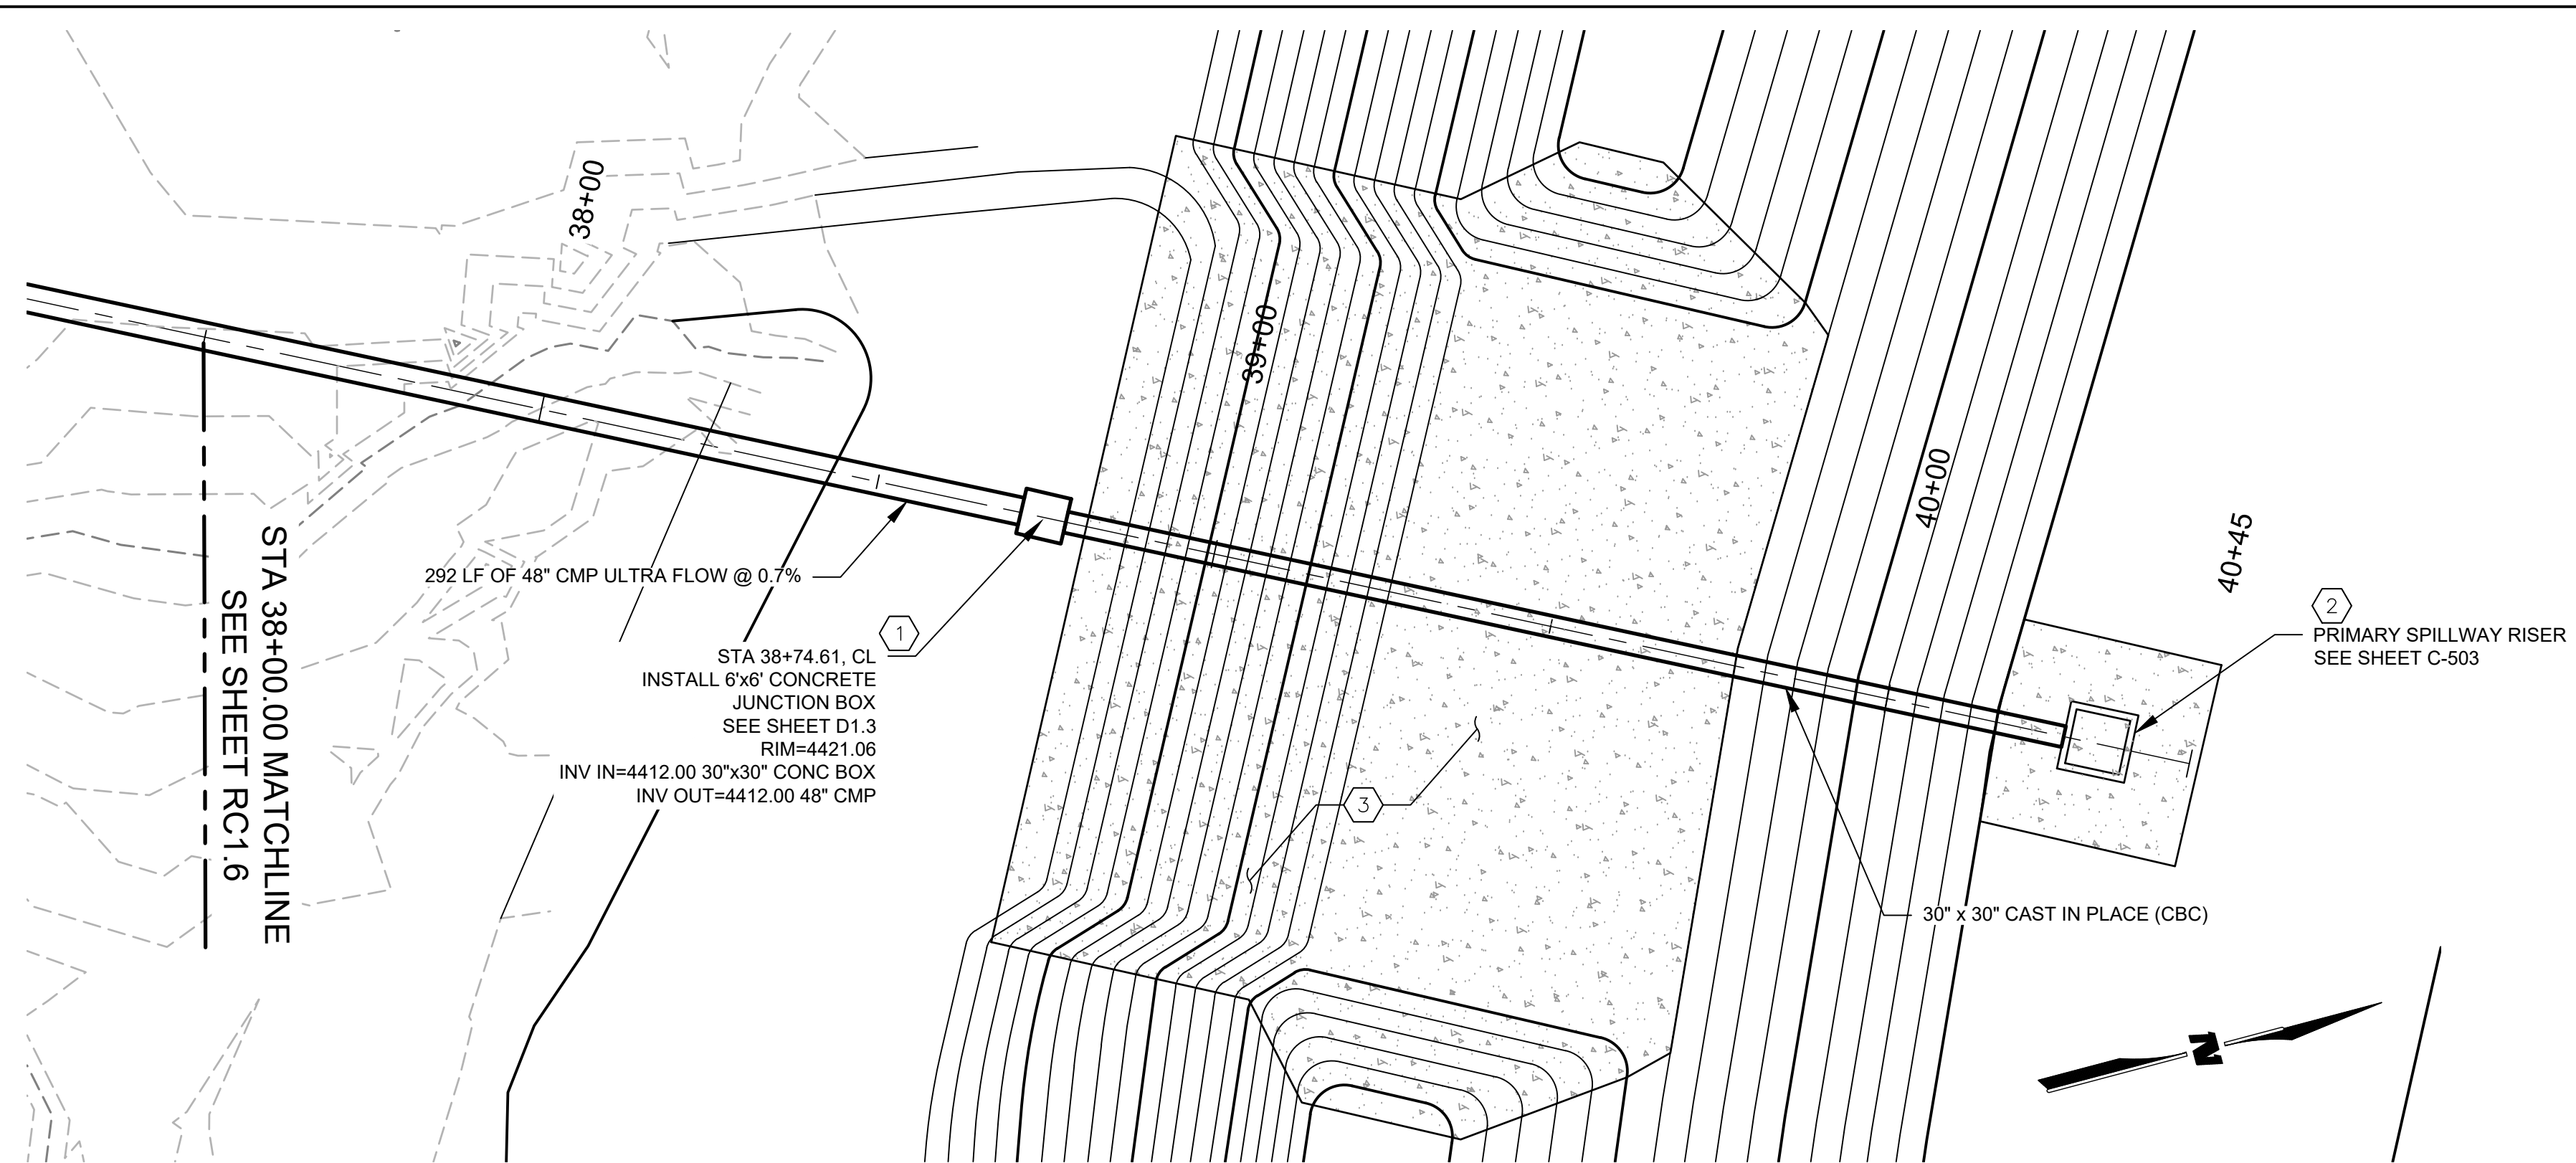 38+00
39+00
40+00
40+45
STA 38+00.00 MATCHLINE
SEE SHEET RC1.6
292 LF OF 48" CMP ULTRA FLOW @ 0.7%
1
STA 38+74.61, CL
INSTALL 6'x6' CONCRETE
JUNCTION BOX
SEE SHEET D1.3
RIM=4421.06
INV IN=4412.00 30"x30" CONC BOX
INV OUT=4412.00 48" CMP
2
PRIMARY SPILLWAY RISER
SEE SHEET C-503
3
30" x 30" CAST IN PLACE (CBC)
N